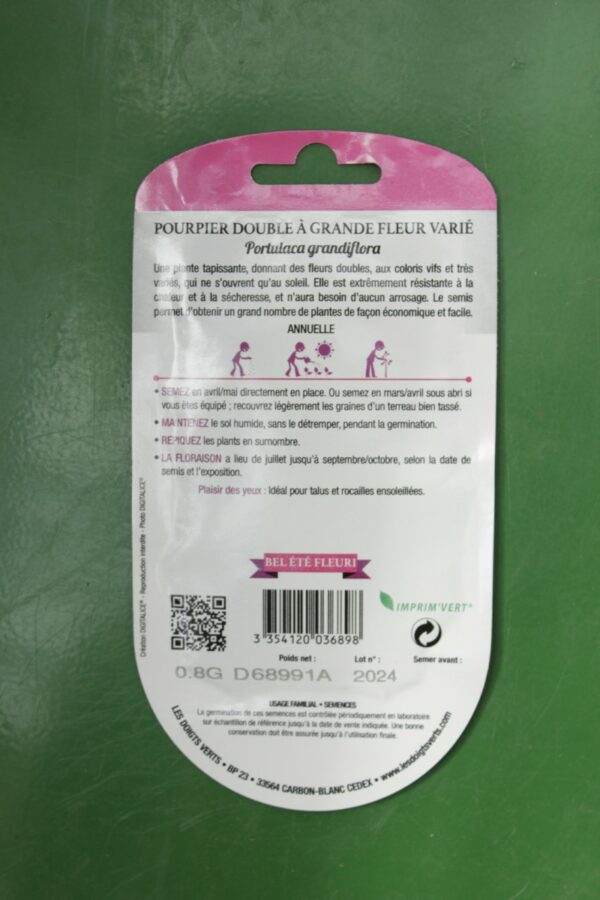 POURPIER DOUBLE À GRANDE FLEUR VARIÉ
Portulaca grandiflora
Une plante tapissante, donnant des fleurs doubles, aux coloris vifs et très
variés, qui ne s'ouvrent qu'au soleil. Elle est extrêmement résistante à la
chaleur et à la sécheresse, et n'aura besoin d'aucun arrosage. Le semis
permet d'obtenir un grand nombre de plantes de façon économique et facile.
ANNUELLE
• SEMEZ en avril/mai directement en place. Ou semez en mars/avril sous abri si
vous êtes équipé ; recouvrez légèrement les graines d'un terreau bien tassé.
• MAINTENEZ le sol humide, sans le détremper, pendant la germination.
• REPIQUEZ les plants en surnombre.
• LA FLORAISON a lieu de juillet jusqu'à septembre/octobre, selon la date de
semis et l'exposition.
Plaisir des yeux : Idéal pour talus et rocailles ensoleillées.
Création DIGITALICE® - Reproduction interdite - Photo DIGITALICE®
BEL ÉTÉ FLEURI
IMPRIM'VERT®
3 354120 036898
Poids net : Lot n° : Semer avant :
0.8G D68991A 2024
USAGE FAMILIAL • SEMENCES
La germination de ces semences est contrôlée périodiquement en laboratoire
sur échantillon de référence jusqu'à la date de vente indiquée. Une bonne
conservation doit être assurée jusqu'à l'utilisation finale.
LES DOIGTS VERTS • BP 23 • 33564 CARBON-BLANC CEDEX • www.lesdoigtsverts.com